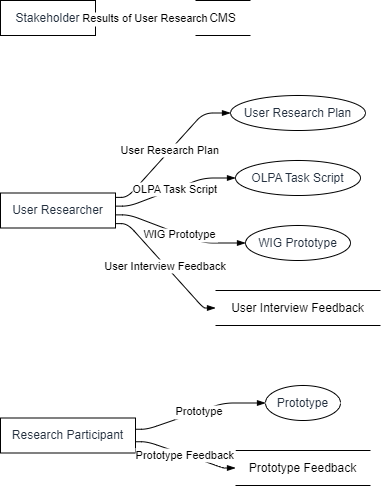 Stakeholder Results of User Research CMS
User Research Plan
User Research Plan
OLPA Task Script
OLPA Task Script
User Researcher
WIG Prototype
WIG Prototype
User Interview Feedback
User Interview Feedback
Prototype
Prototype
Research Participant
Prototype Feedback
Prototype Feedback